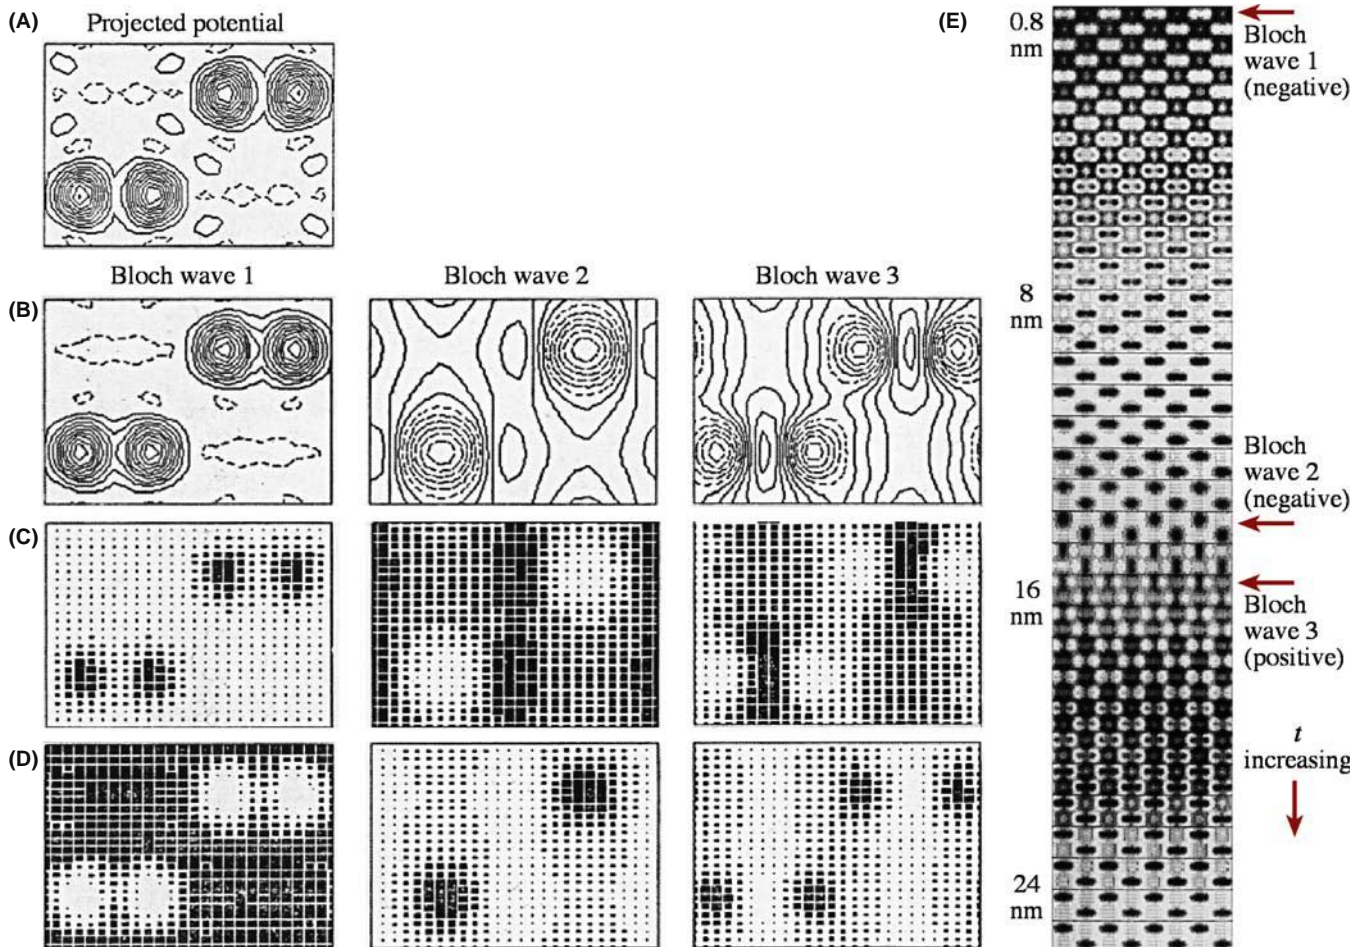 (A)
Projected potential
Bloch wave 1
Bloch wave 2
Bloch wave 3
(B)
(C)
(D)
(E)
0.8
nm
Bloch
wave 1
(negative)
8
nm
Bloch
wave 2
(negative)
16
nm
Bloch
wave 3
(positive)
t
increasing
24
nm